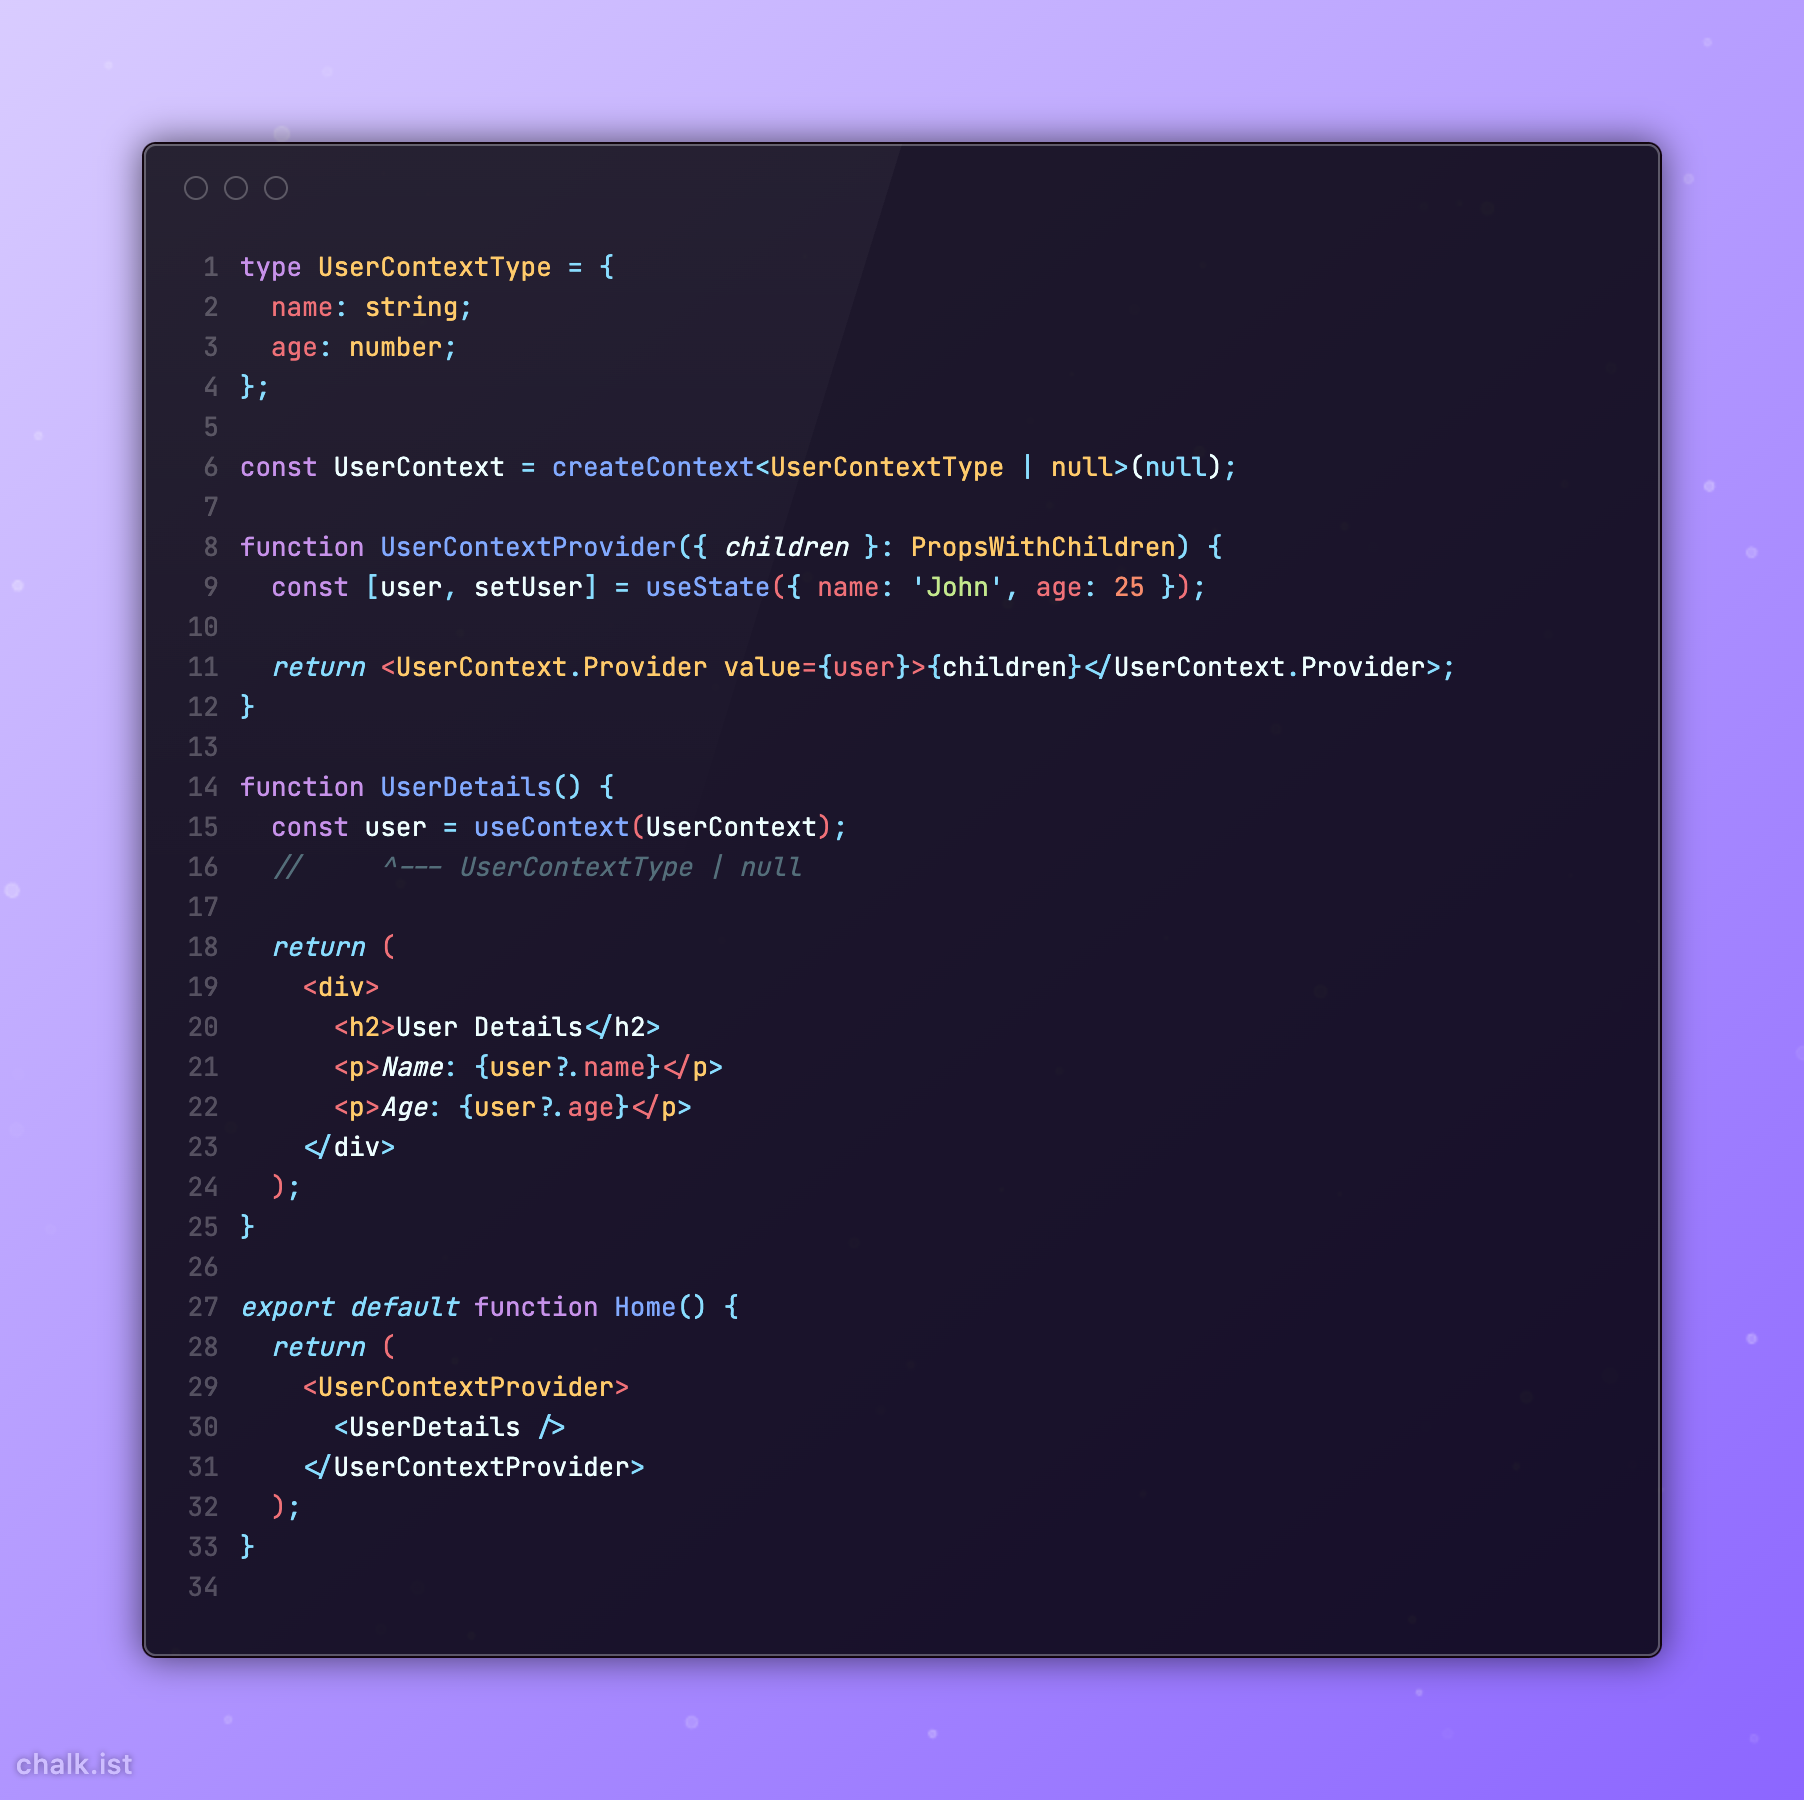 1 type UserContextType = {
2   name: string;
3   age: number;
4 };
5
6 const UserContext = createContext<UserContextType | null>(null);
7
8 function UserContextProvider({ children }: PropsWithChildren) {
9   const [user, setUser] = useState({ name: 'John', age: 25 });
10
11   return <UserContext.Provider value={user}>{children}</UserContext.Provider>;
12 }
13
14 function UserDetails() {
15   const user = useContext(UserContext);
16   //     ^--- UserContextType | null
17
18   return (
19     <div>
20       <h2>User Details</h2>
21       <p>Name: {user?.name}</p>
22       <p>Age: {user?.age}</p>
23     </div>
24   );
25 }
26
27 export default function Home() {
28   return (
29     <UserContextProvider>
30       <UserDetails />
31     </UserContextProvider>
32   );
33 }
34
chalk.ist